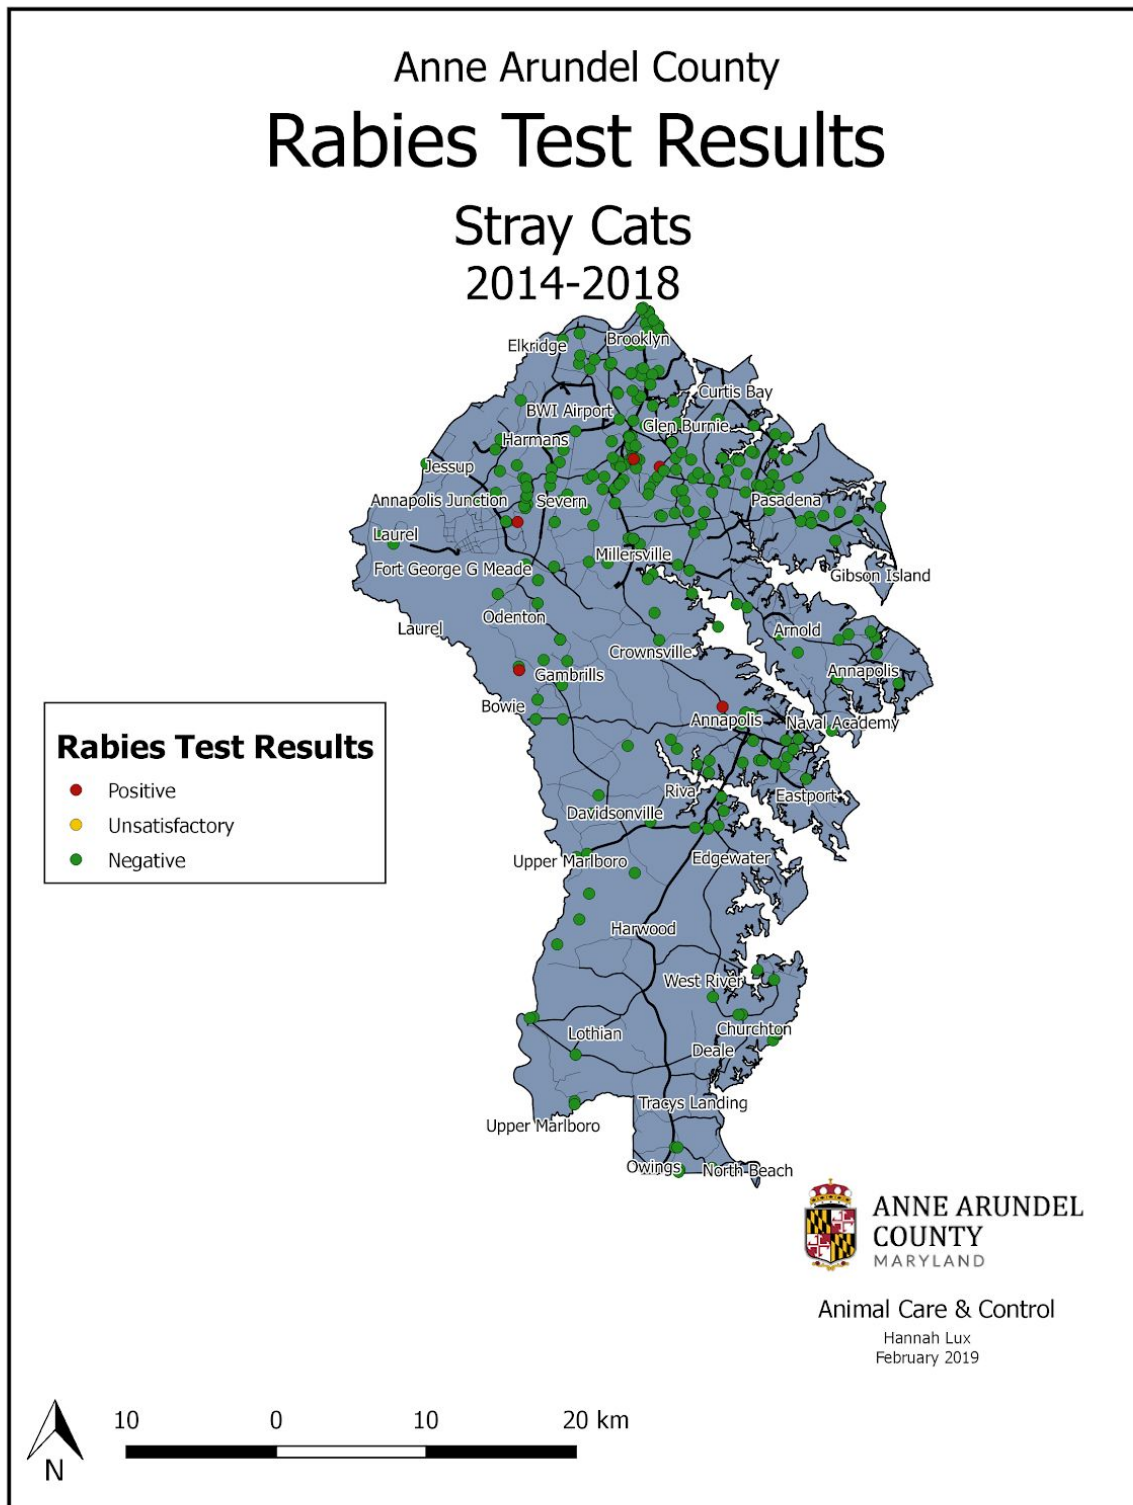 Anne Arundel County
Rabies Test Results
Stray Cats
2014-2018
Brooklyn
Elkridge
Curtis Bay
BWI Airport
Glen Burnie
Harmans
Jessup
Annapolis Junction
Severn
Pasadena
Laurel
Millersville
Fort George G Meade
Gibson Island
Odenton
Laurel
Arnold
Crownsville
Gambrills
Annapolis
Bowie
Annapolis
Naval Academy
Rabies Test Results
Positive
Unsatisfactory
Negative
Riva
Eastport
Davidsonville
Upper Marlboro
Edgewater
Harwood
West River
Lothian
Churchton
Deale
Tracys Landing
Upper Marlboro
Owings
North Beach
ANNE ARUNDEL
COUNTY
MARYLAND
Animal Care & Control
Hannah Lux
February 2019
10 0 10 20 km
N